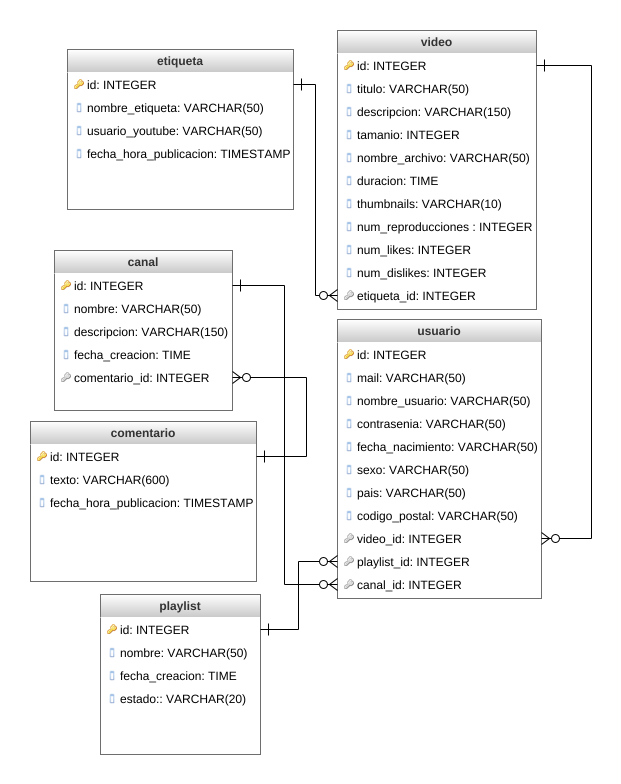 etiqueta
id: INTEGER
nombre_etiqueta: VARCHAR(50)
usuario_youtube: VARCHAR(50)
fecha_hora_publicacion: TIMESTAMP
video
id: INTEGER
titulo: VARCHAR(50)
descripcion: VARCHAR(150)
tamanio: INTEGER
nombre_archivo: VARCHAR(50)
duracion: TIME
thumbnails: VARCHAR(10)
num_reproducciones : INTEGER
num_likes: INTEGER
num_dislikes: INTEGER
etiqueta_id: INTEGER
canal
id: INTEGER
nombre: VARCHAR(50)
descripcion: VARCHAR(150)
fecha_creacion: TIME
comentario_id: INTEGER
usuario
id: INTEGER
mail: VARCHAR(50)
nombre_usuario: VARCHAR(50)
contrasenia: VARCHAR(50)
fecha_nacimiento: VARCHAR(50)
sexo: VARCHAR(50)
pais: VARCHAR(50)
codigo_postal: VARCHAR(50)
video_id: INTEGER
playlist_id: INTEGER
canal_id: INTEGER
comentario
id: INTEGER
texto: VARCHAR(600)
fecha_hora_publicacion: TIMESTAMP
playlist
id: INTEGER
nombre: VARCHAR(50)
fecha_creacion: TIME
estado:: VARCHAR(20)